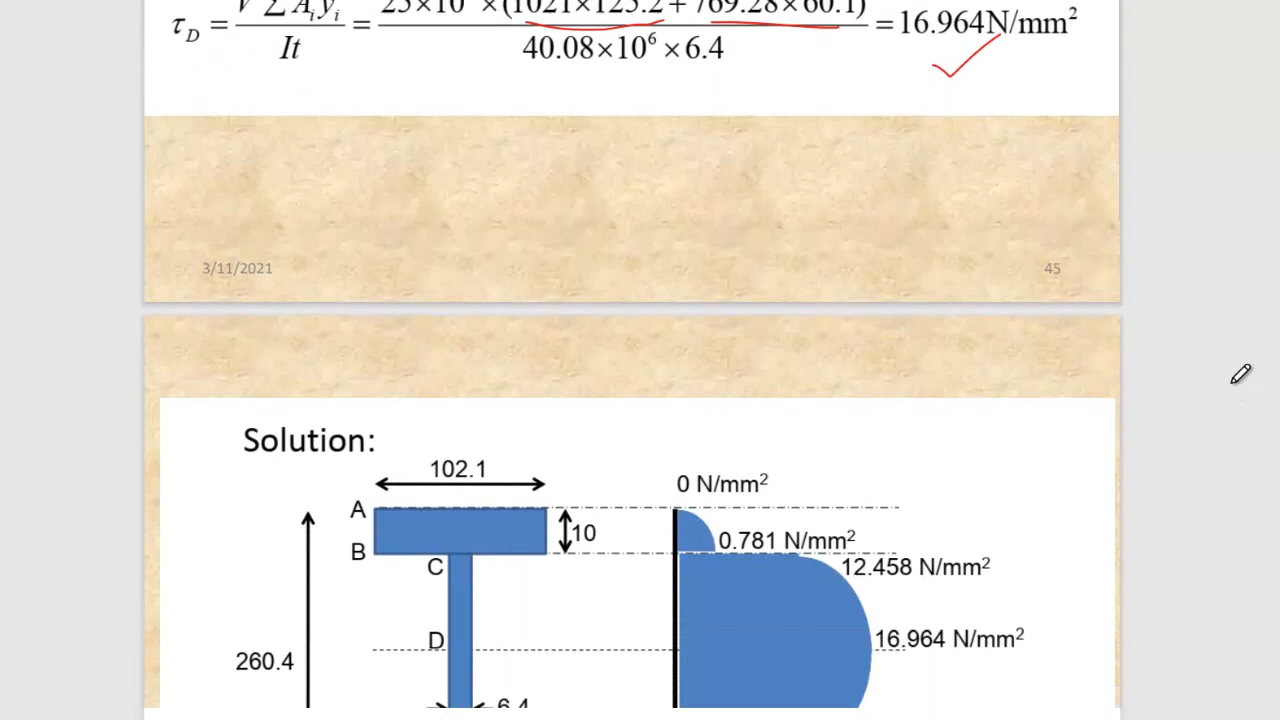 τ_D = V ∑ A_i y_i / It = 25×10³ ×(1021×125.2 + 769.28×60.1) / 40.08×10⁶ ×6.4 = 16.964N/mm²
3/11/2021 45
Solution:
102.1
0 N/mm²
A
10
0.781 N/mm²
B
C
12.458 N/mm²
D
16.964 N/mm²
260.4
6.4